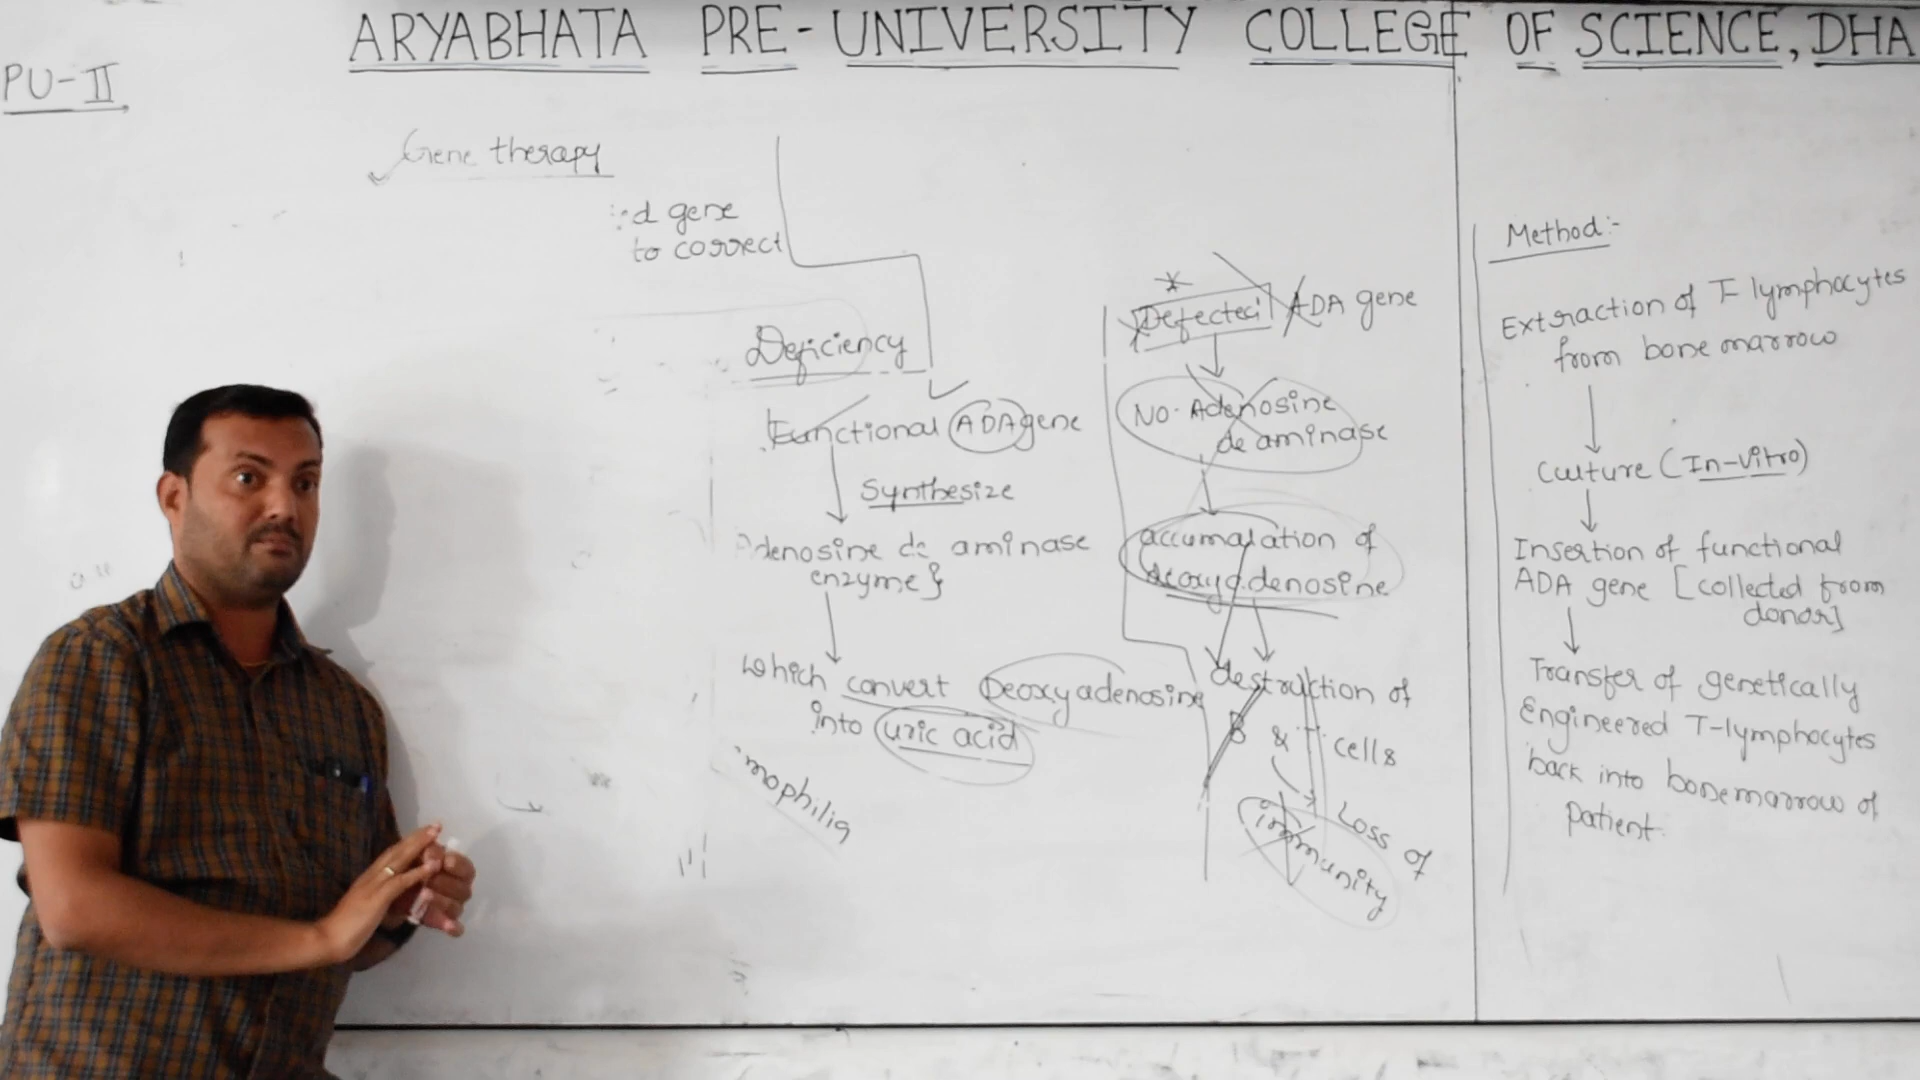 ARYABHATA PRE-UNIVERSITY COLLEGE OF SCIENCE, DHA
PU-II
Gene therapy
d gene
to correct
Deficiency
Functional ADA gene
Synthesize
denosine de aminase
enzyme}
which convert Deoxyadenosine
into uric acid
mophilia
Defected ADA gene
NO. Adenosine
de aminase
accumalation of
deoxyadenosine
destruction of
B & T cells
Loss of
immunity
Method:-
Extraction of T-lymphocytes
from bone marrow
Culture (In-vitro)
Insertion of functional
ADA gene [collected from
donor]
Transfer of genetically
Engineered T-lymphocytes
back into bonemarrow of
patient.